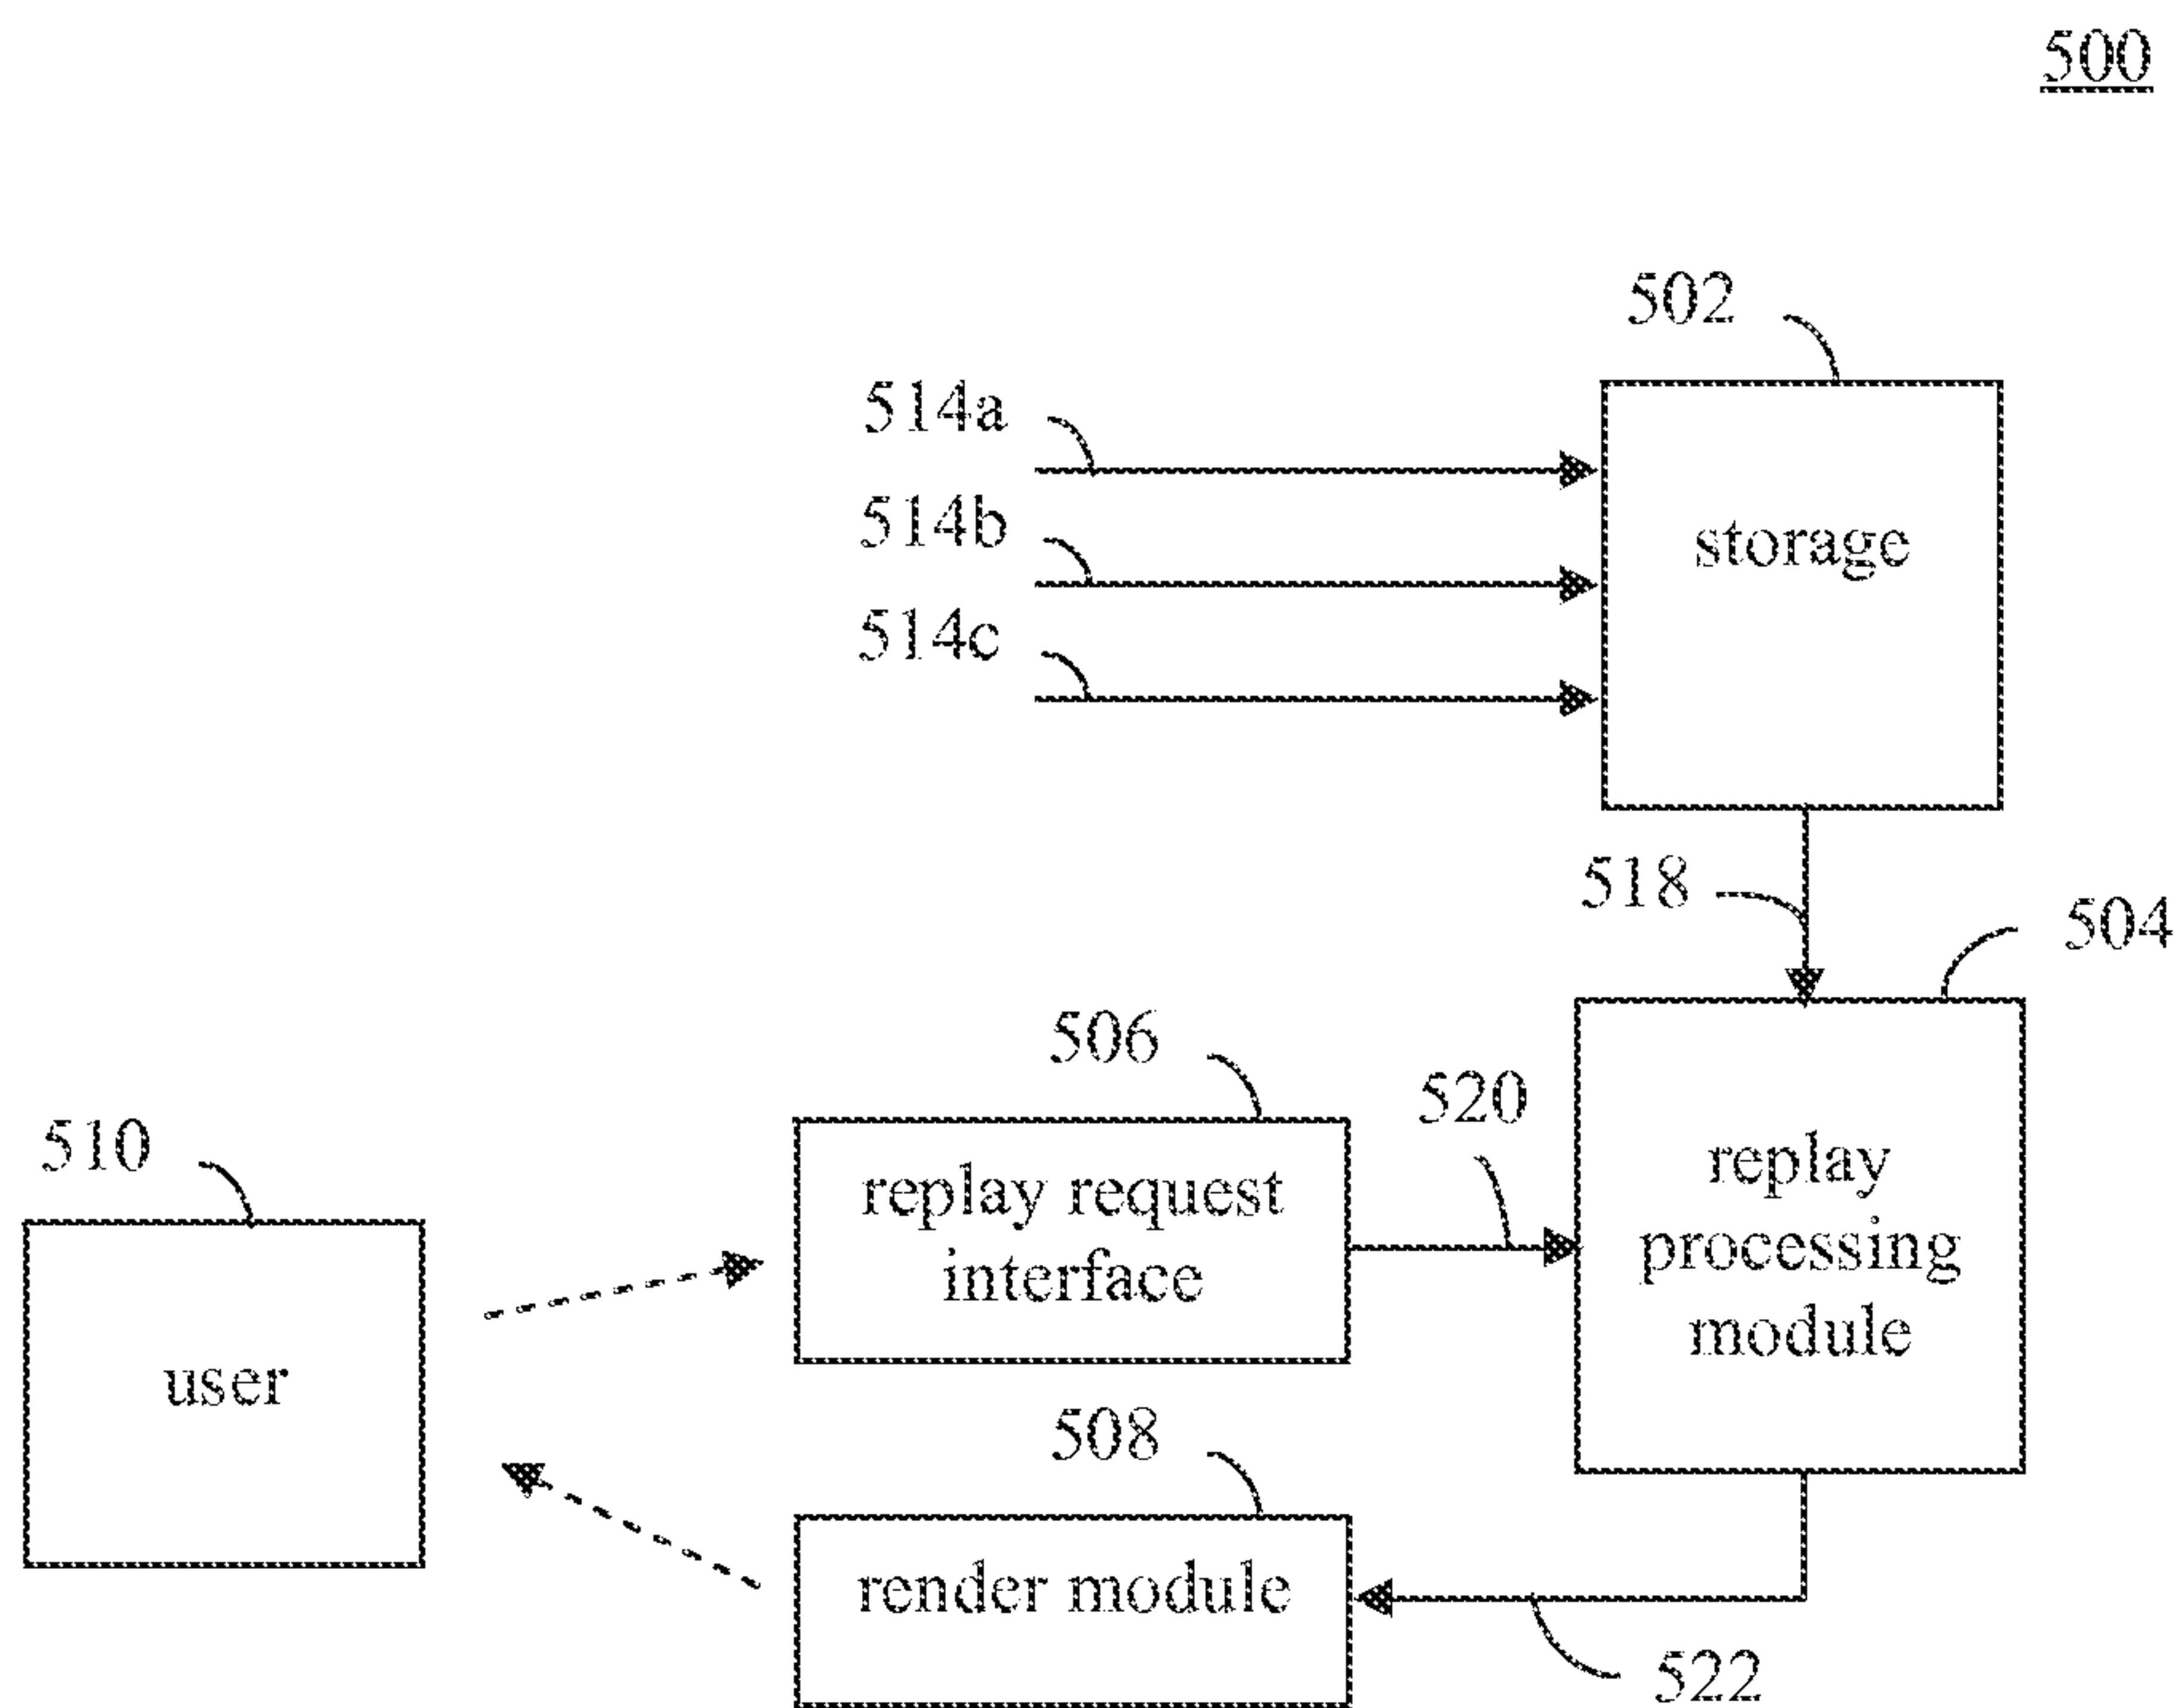 500
502
514a
514b
storage
514c
518
504
506
520
510
replay request
interface
replay
processing
module
user
508
render module
522